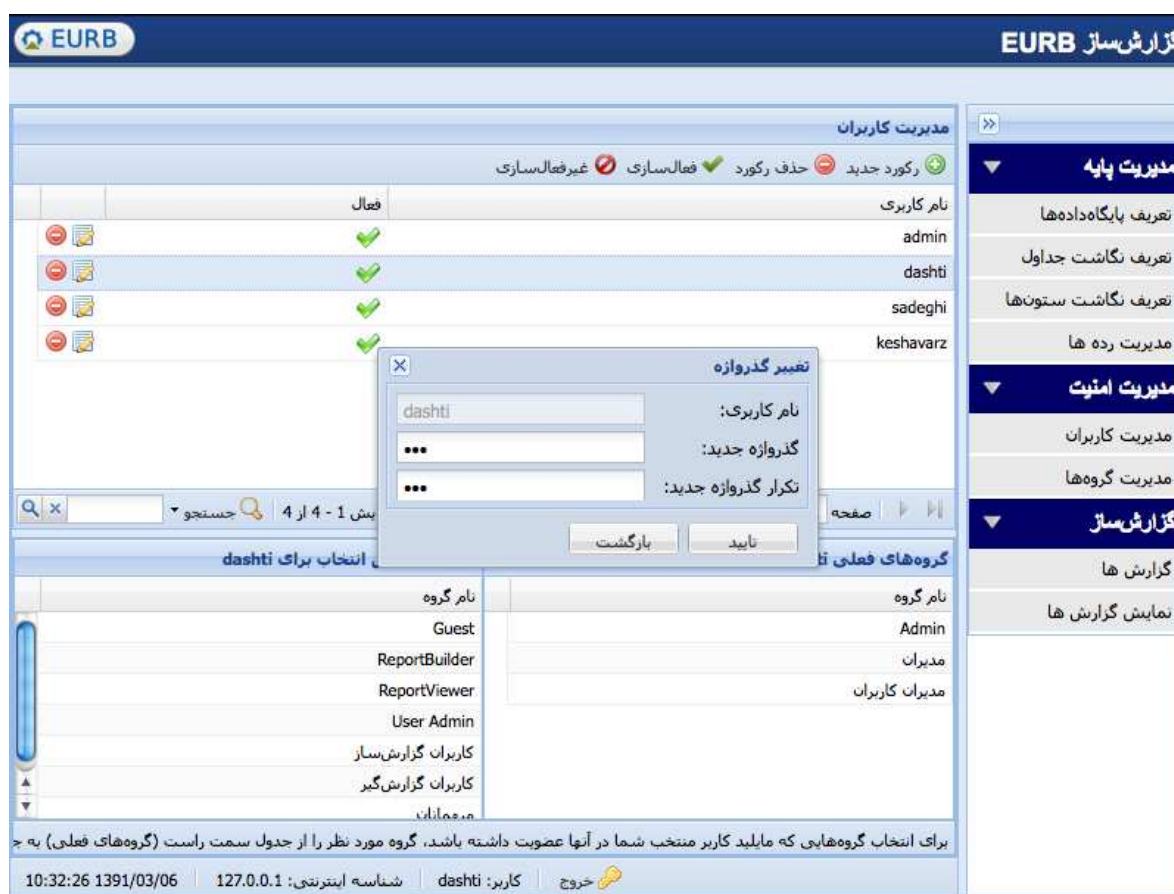 گزارش‌ساز EURB
EURB
مدیریت پایه
تعریف پایگاه‌داده‌ها
تعریف نگاشت جداول
تعریف نگاشت ستون‌ها
مدیریت رده ها
مدیریت امنیت
مدیریت کاربران
مدیریت گروه‌ها
گزارش‌ساز
گزارش ها
نمایش گزارش ها
مدیریت کاربران
رکورد جدید حذف رکورد فعال‌سازی غیرفعال‌سازی
نام کاربری فعال
admin
dashti
sadeghi
keshavarz
تغییر گذرواژه
نام کاربری: dashti
گذرواژه جدید: •••
تکرار گذرواژه جدید: •••
تایید بازگشت
صفحه 1 - 4 از 4 جستجو
گروه‌های فعلی
انتخاب برای dashti
نام گروه
Admin
مدیران
مدیران کاربران
نام گروه
Guest
ReportBuilder
ReportViewer
User Admin
کاربران گزارش‌ساز
کاربران گزارش‌گیر
برای انتخاب گروه‌هایی که مایلید کاربر منتخب شما در آنها عضویت داشته باشد، گروه مورد نظر را از جدول سمت راست (گروه‌های فعلی) به
خروج کاربر: dashti شناسه اینترنتی: 127.0.0.1 1391/03/06 10:32:26